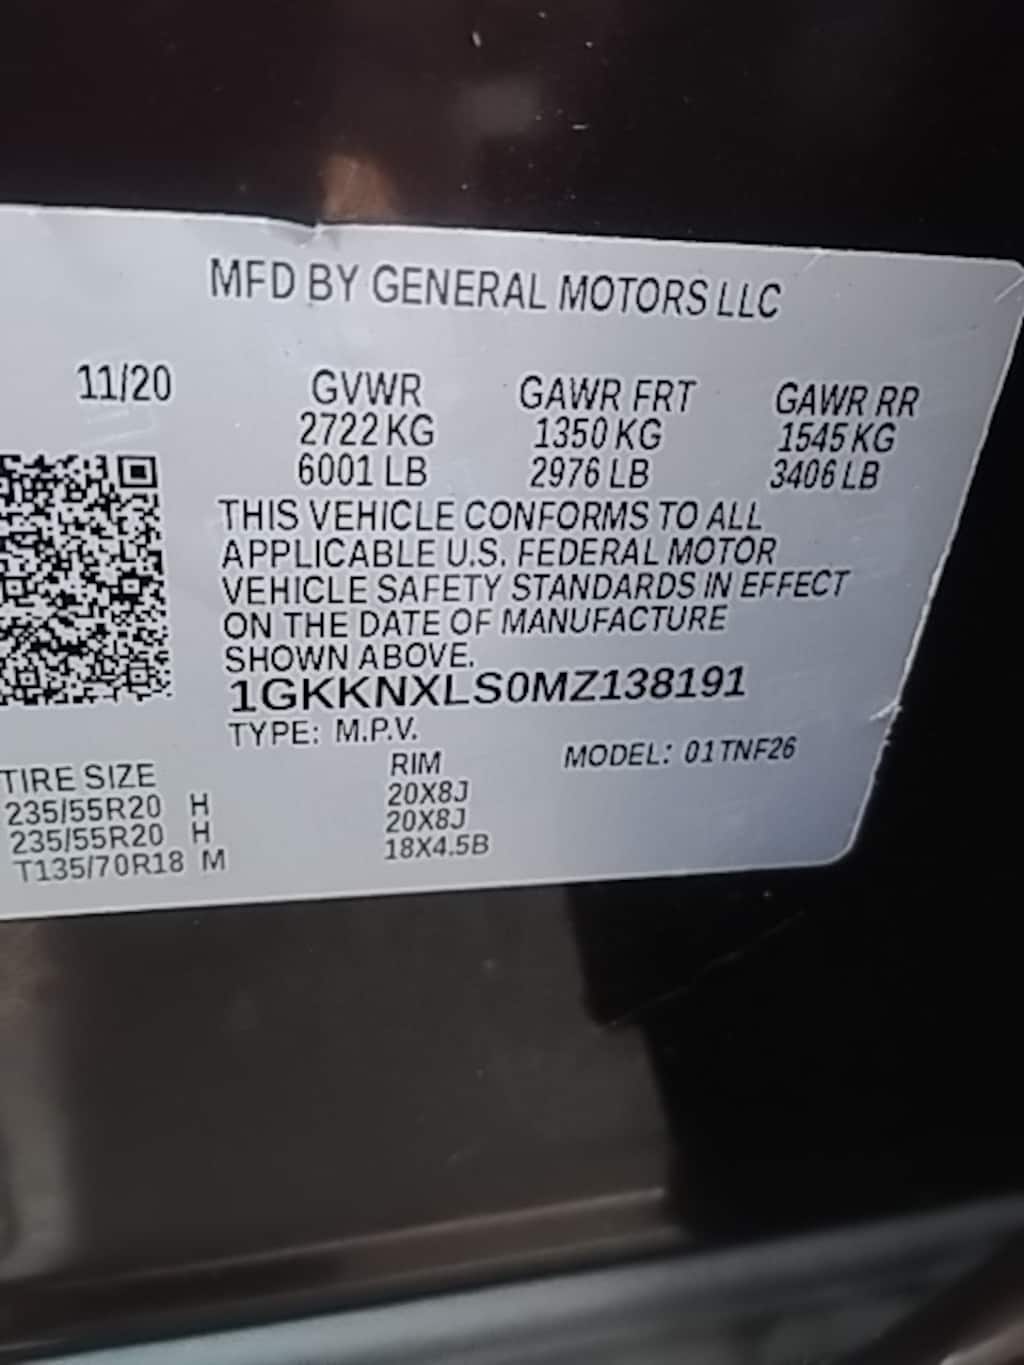 MFD BY GENERAL MOTORS LLC
11/20 GVWR GAWR FRT GAWR RR
2722 KG 1350 KG 1545 KG
6001 LB 2976 LB 3406 LB
THIS VEHICLE CONFORMS TO ALL
APPLICABLE U.S. FEDERAL MOTOR
VEHICLE SAFETY STANDARDS IN EFFECT
ON THE DATE OF MANUFACTURE
SHOWN ABOVE.
1GKKNXLS0MZ138191
TYPE: M.P.V. MODEL: 01TNF26
TIRE SIZE RIM
235/55R20 H 20X8J
235/55R20 H 20X8J
T135/70R18 M 18X4.5B